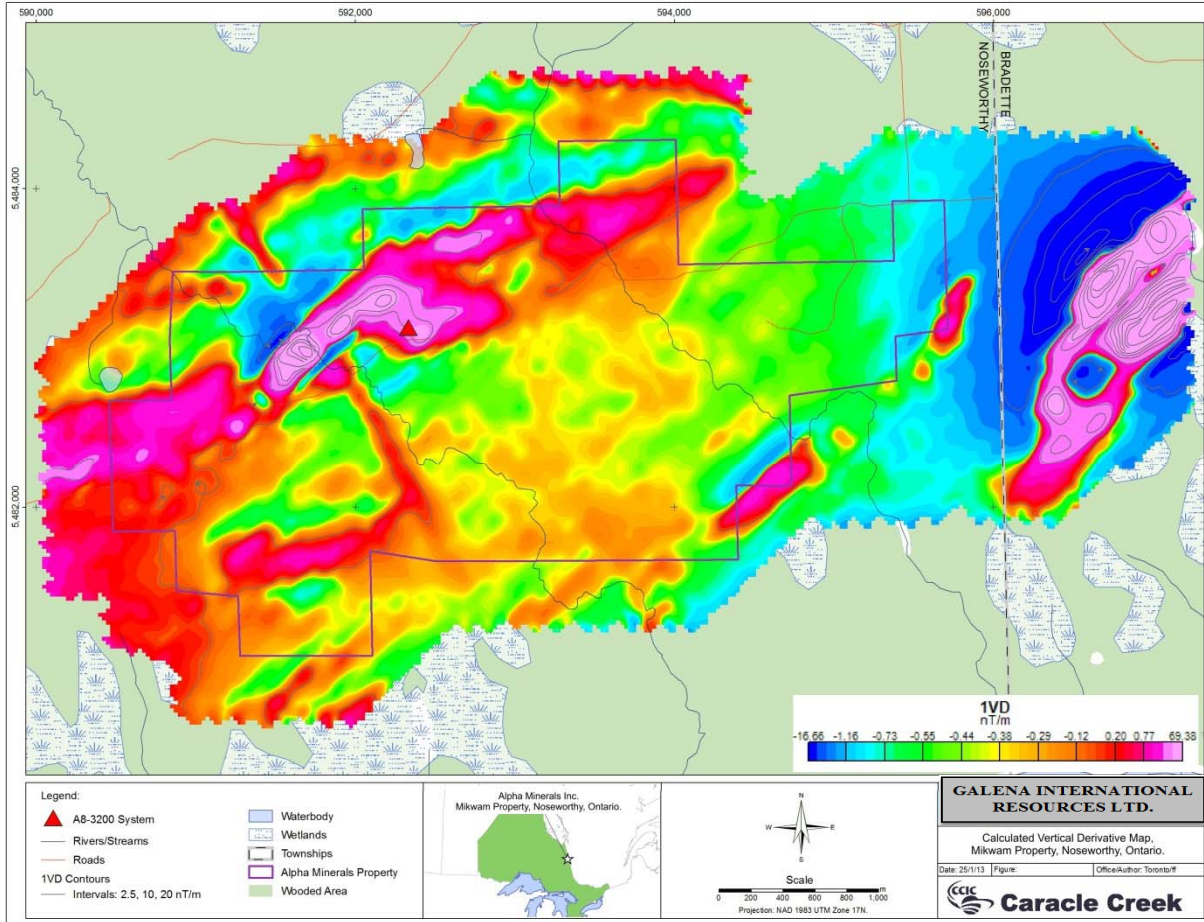 590,000
592,000
594,000
596,000
5,484,000
5,482,000
NOSEWORTHY
BRADETTE
1VD
nT/m
-16.66 -1.16 -0.73 -0.55 -0.44 -0.38 -0.29 -0.12 0.20 0.77 69.38
Legend:
A8-3200 System
Rivers/Streams
Roads
1VD Contours
Intervals: 2.5, 10, 20 nT/m
Waterbody
Wetlands
Townships
Alpha Minerals Property
Wooded Area
Alpha Minerals Inc.
Mikwam Property, Noseworthy, Ontario.
N
W
E
S
Scale
0 200 400 600 800 1,000
m
Projection: NAD 1983 UTM Zone 17N.
GALENA INTERNATIONAL
RESOURCES LTD.
Calculated Vertical Derivative Map,
Mikwam Property, Noseworthy, Ontario.
Date: 25/1/13 Figure: Office/Author: Toronto/ff
CCIC
Caracle Creek